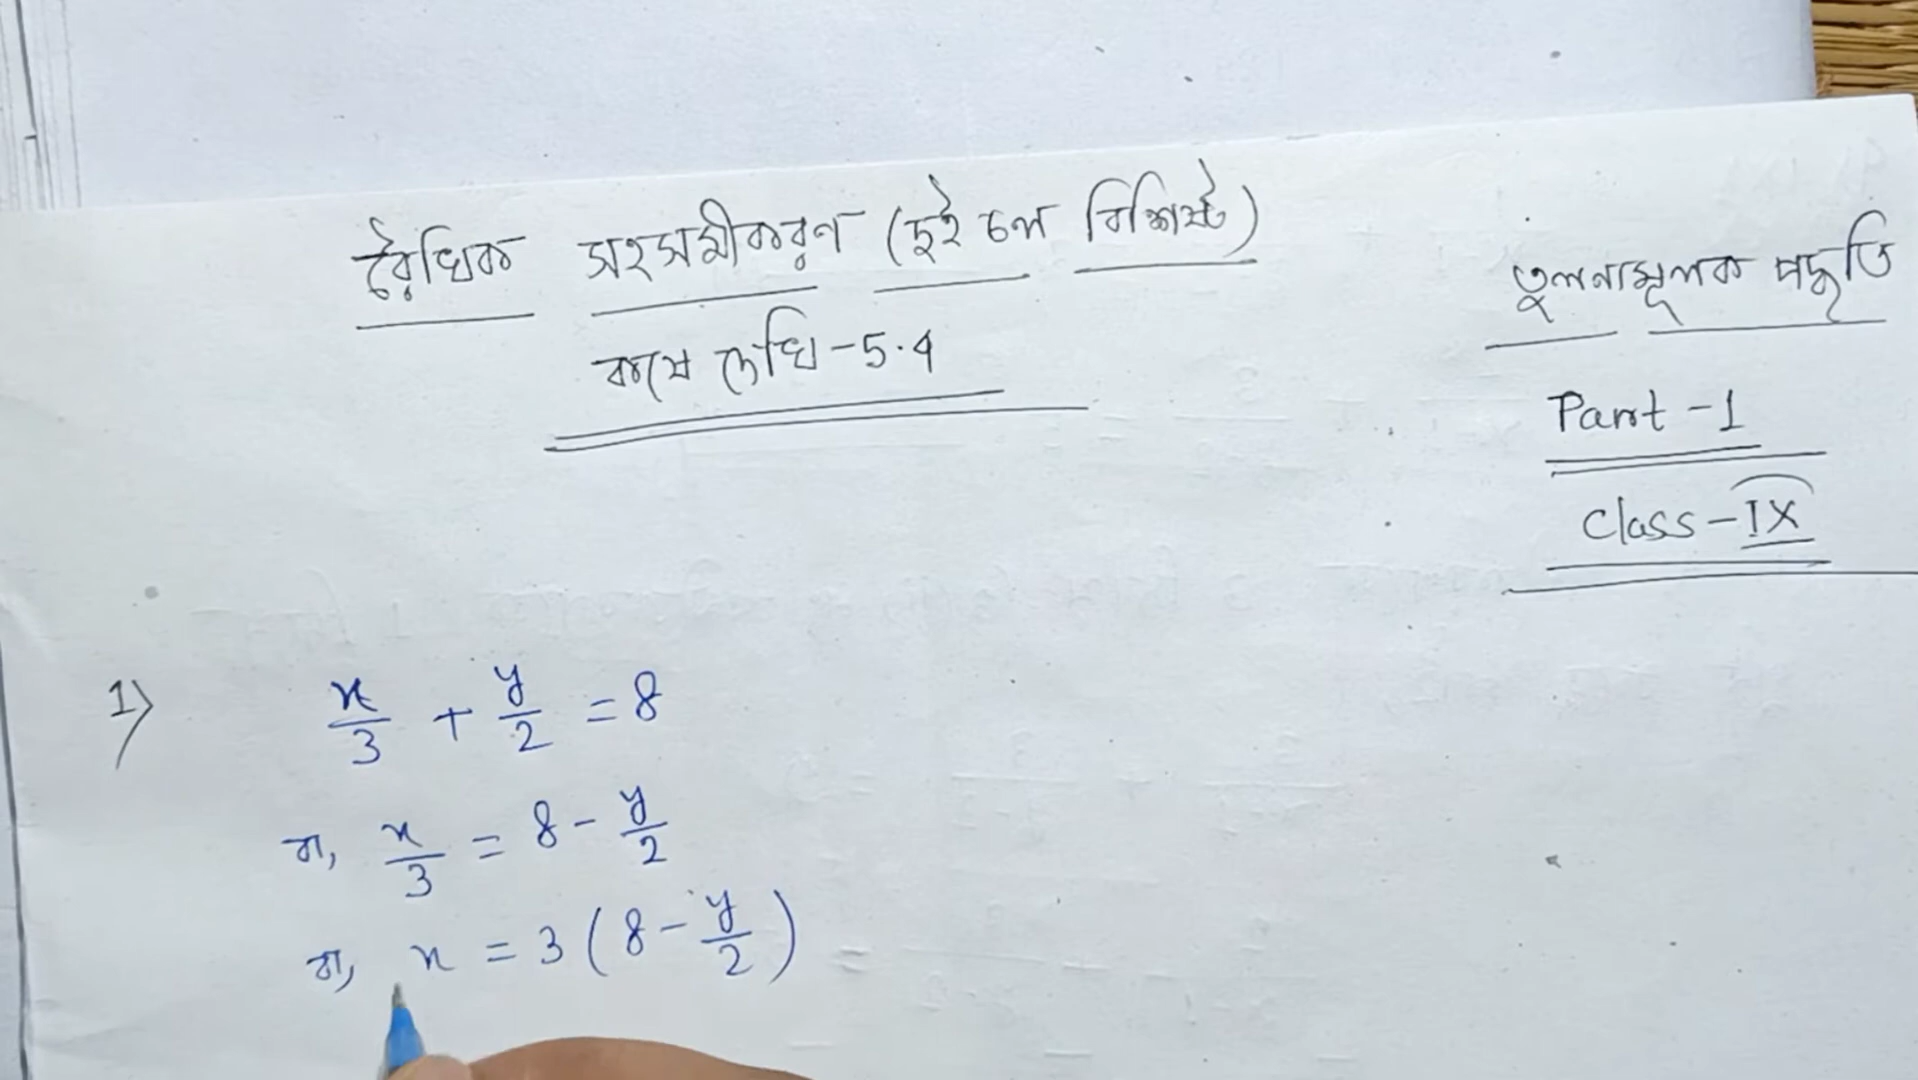 রৈখিক সহসমীকরণ (দুই চল বিশিষ্ট)
কষে দেখি - 5.4
তুলনামূলক পদ্ধতি
Part - 1
Class - IX
1) x/3 + y/2 = 8
বা, x/3 = 8 - y/2
বা, x = 3 ( 8 - y/2 )